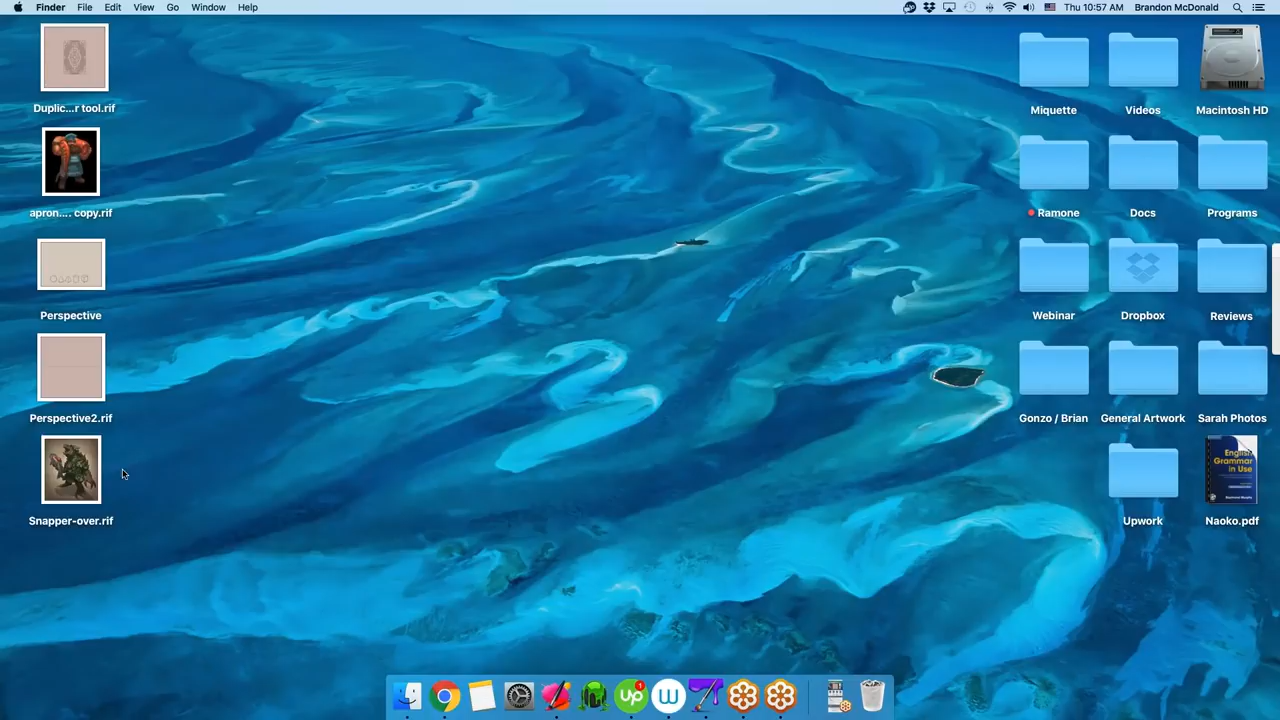 Finder File Edit View Go Window Help Thu 10:57 AM Brandon McDonald
Duplic...r tool.rif
apron.... copy.rif
Perspective
Perspective2.rif
Snapper-over.rif
Miquette Videos Macintosh HD
Ramone Docs Programs
Webinar Dropbox Reviews
Gonzo / Brian General Artwork Sarah Photos
English
Grammar
in Use
Upwork Naoko.pdf
up 1 W